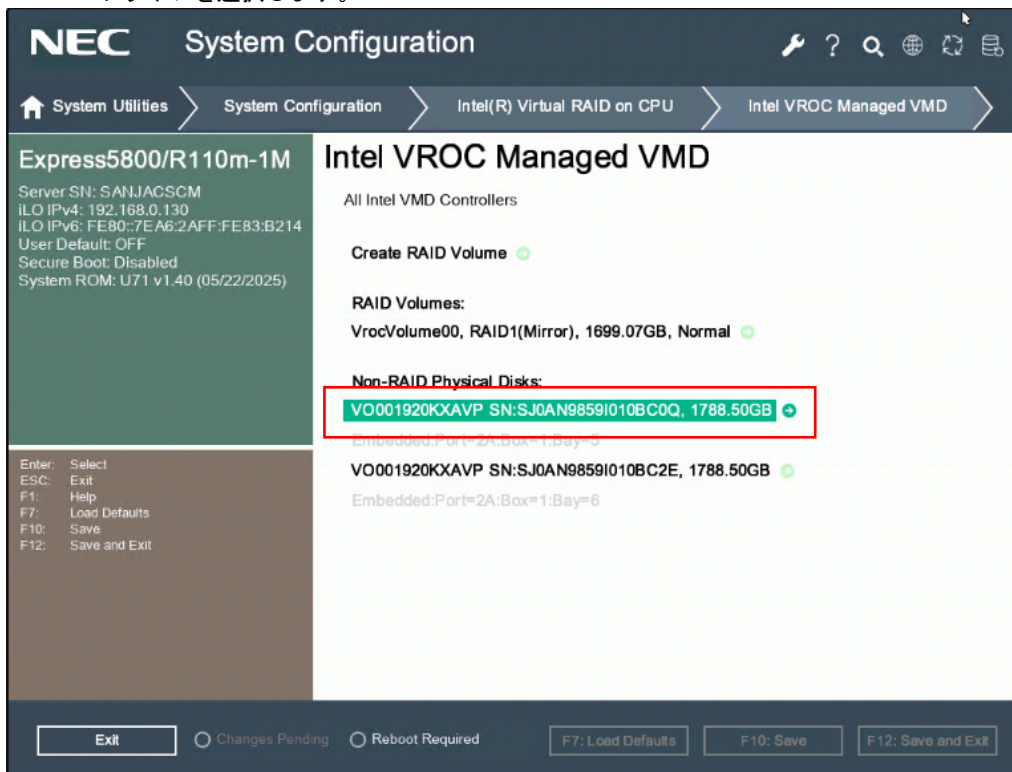 を選択します。
NEC System Configuration
System Utilities System Configuration Intel(R) Virtual RAID on CPU Intel VROC Managed VMD
Express5800/R110m-1M
Server SN: SANJACSCM
iLO IPv4: 192.168.0.130
iLO IPv6: FE80::7EA6:2AFF:FE83:B214
User Default: OFF
Secure Boot: Disabled
System ROM: U71 v1.40 (05/22/2025)
Enter: Select
ESC: Exit
F1: Help
F7: Load Defaults
F10: Save
F12: Save and Exit
Intel VROC Managed VMD
All Intel VMD Controllers
Create RAID Volume
RAID Volumes:
VrocVolume00, RAID1(Mirror), 1699.07GB, Normal
Non-RAID Physical Disks:
VO001920KXAVP SN:SJ0AN9859I010BC0Q, 1788.50GB
Embedded:Port=2A:Box=1:Bay=5
VO001920KXAVP SN:SJ0AN9859I010BC2E, 1788.50GB
Embedded:Port=2A:Box=1:Bay=6
Exit Changes Pending Reboot Required F7: Load Defaults F10: Save F12: Save and Exit